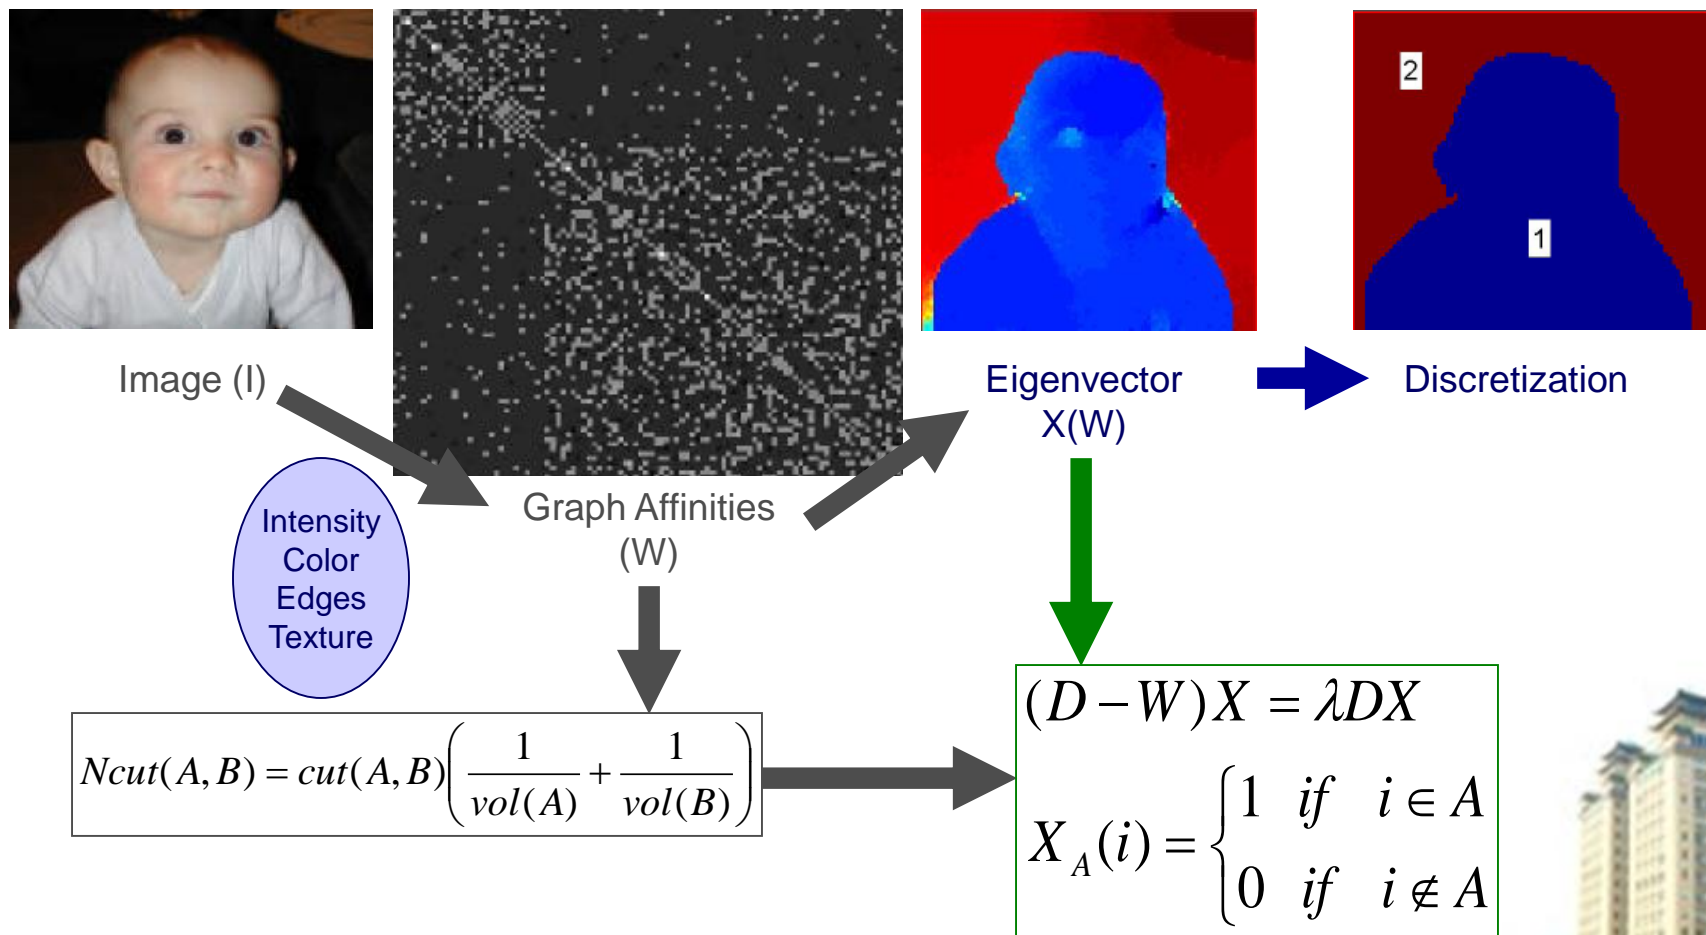 2
1
Image (I)
Eigenvector
X(W)
Discretization
Graph Affinities
(W)
Intensity
Color
Edges
Texture
Ncut(A, B) = cut(A, B)(1/vol(A) + 1/vol(B))
(D − W)X = λDX
X_A(i) = {1 if i ∈ A
0 if i ∉ A